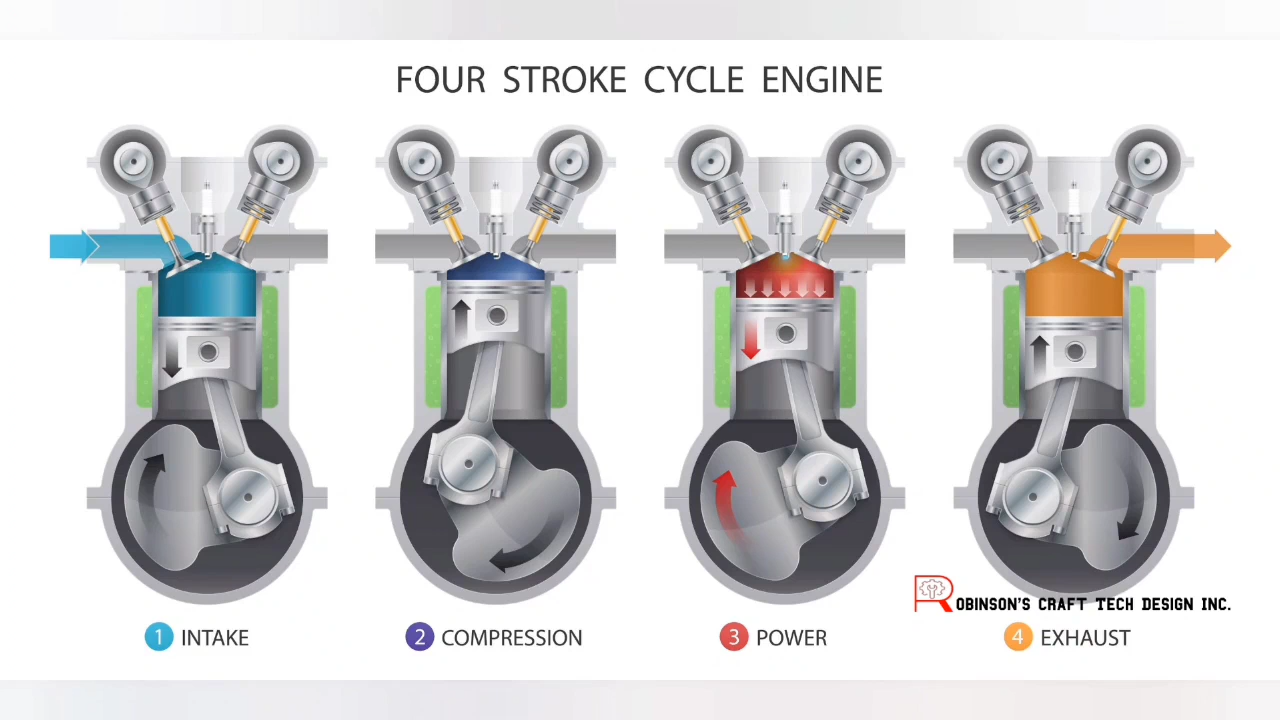 FOUR STROKE CYCLE ENGINE
1 INTAKE
2 COMPRESSION
3 POWER
4 EXHAUST
ROBINSON'S CRAFT TECH DESIGN INC.